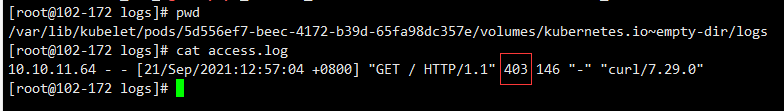 [root@102-172 logs]# pwd
/var/lib/kubelet/pods/5d556ef7-beec-4172-b39d-65fa98dc357e/volumes/kubernetes.io~empty-dir/logs
[root@102-172 logs]# cat access.log
10.10.11.64 - - [21/Sep/2021:12:57:04 +0800] "GET / HTTP/1.1" 403 146 "-" "curl/7.29.0"
[root@102-172 logs]#